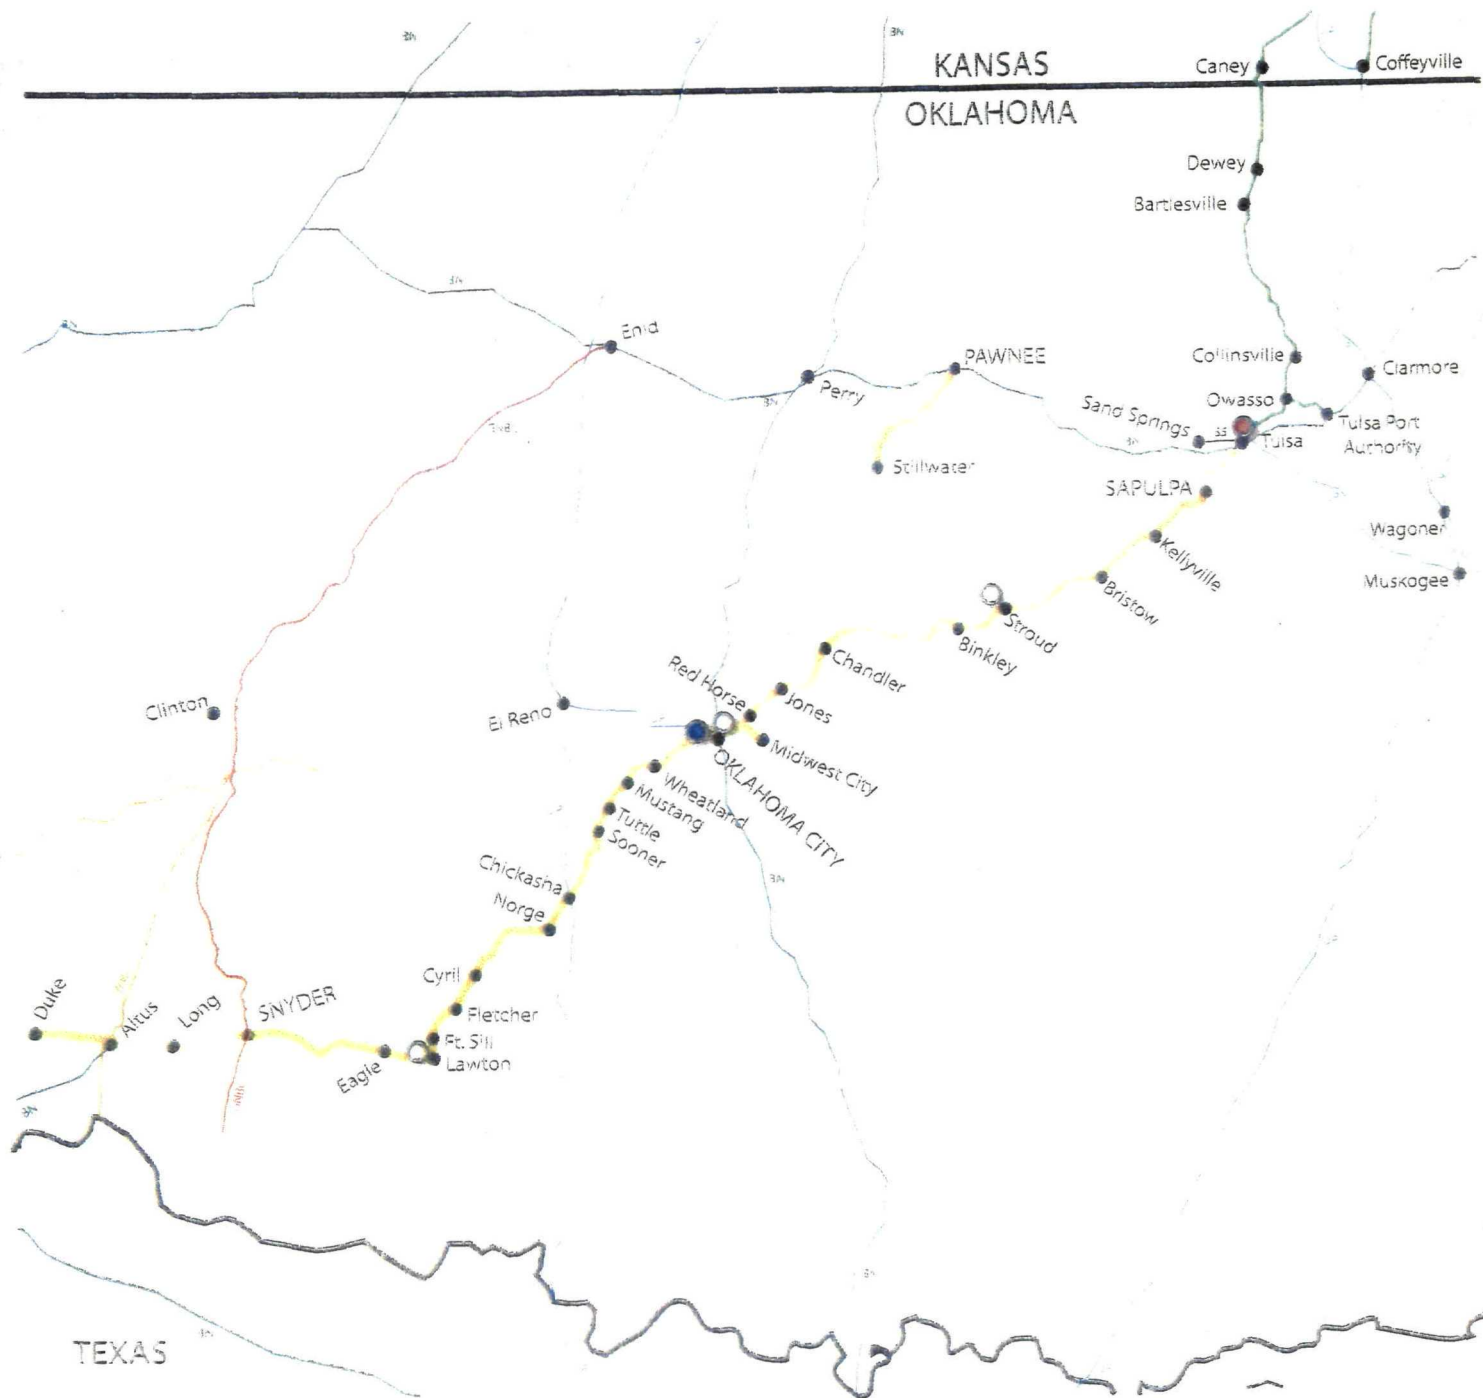 KANSAS
Caney
Coffeyville
OKLAHOMA
Dewey
Bartlesville
Enid
Collinsville
PAWNEE
Clarmore
Perry
Owasso
Sand Springs
SS
Tulsa
Tulsa Port
Authority
Stillwater
SAPULPA
Wagoner
Kellyville
Muskogee
Bristow
Stroud
Binkley
Chandler
Red Horse
Jones
Clinton
El Reno
Midwest City
OKLAHOMA CITY
Wheatland
Mustang
Tuttle
Sooner
Chickasha
Norge
Cyril
Duke
Altus
Long
SNYDER
Fletcher
Ft. Sill
Lawton
Eagle
TEXAS